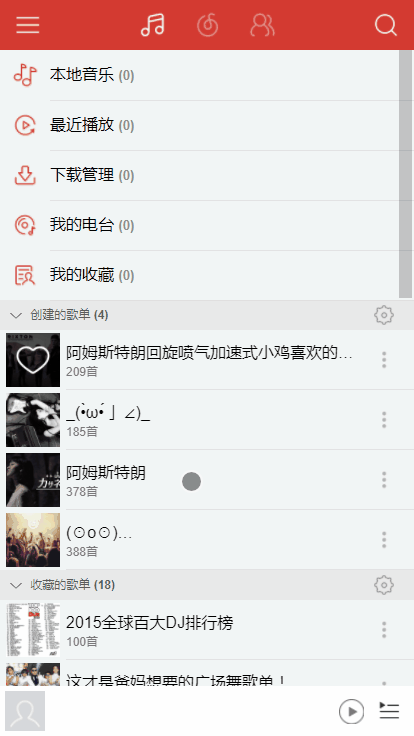 本地音乐 (0)
最近播放 (0)
下载管理 (0)
我的电台 (0)
我的收藏 (0)
创建的歌单 (4)
阿姆斯特朗回旋喷气加速式小鸡喜欢的…
209首
_(•̀ω•́ 」∠)_
185首
阿姆斯特朗
378首
(⊙o⊙)…
388首
收藏的歌单 (18)
2015全球百大DJ排行榜
100首
这才是爸妈想要的广场舞歌单！